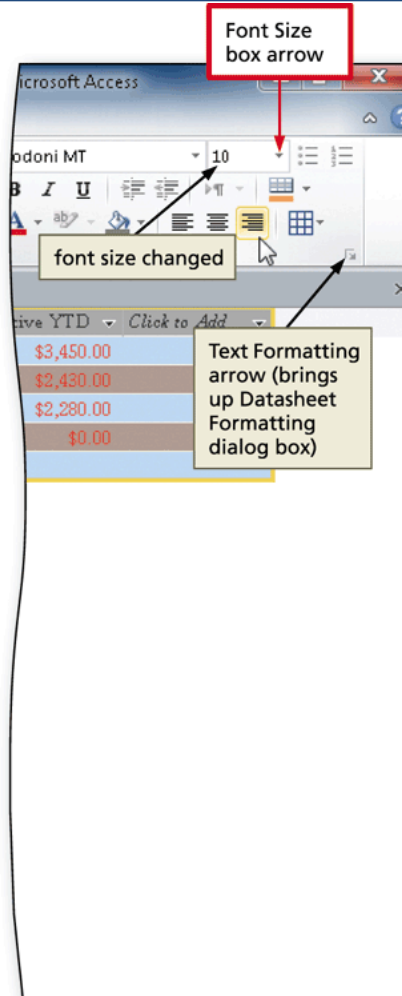 Font Size
box arrow
icrosoft Access
odoni MT
10
B I U
A ab
font size changed
tive YTD Click to Add
$3,450.00
$2,430.00
$2,280.00
$0.00
Text Formatting
arrow (brings
up Datasheet
Formatting
dialog box)